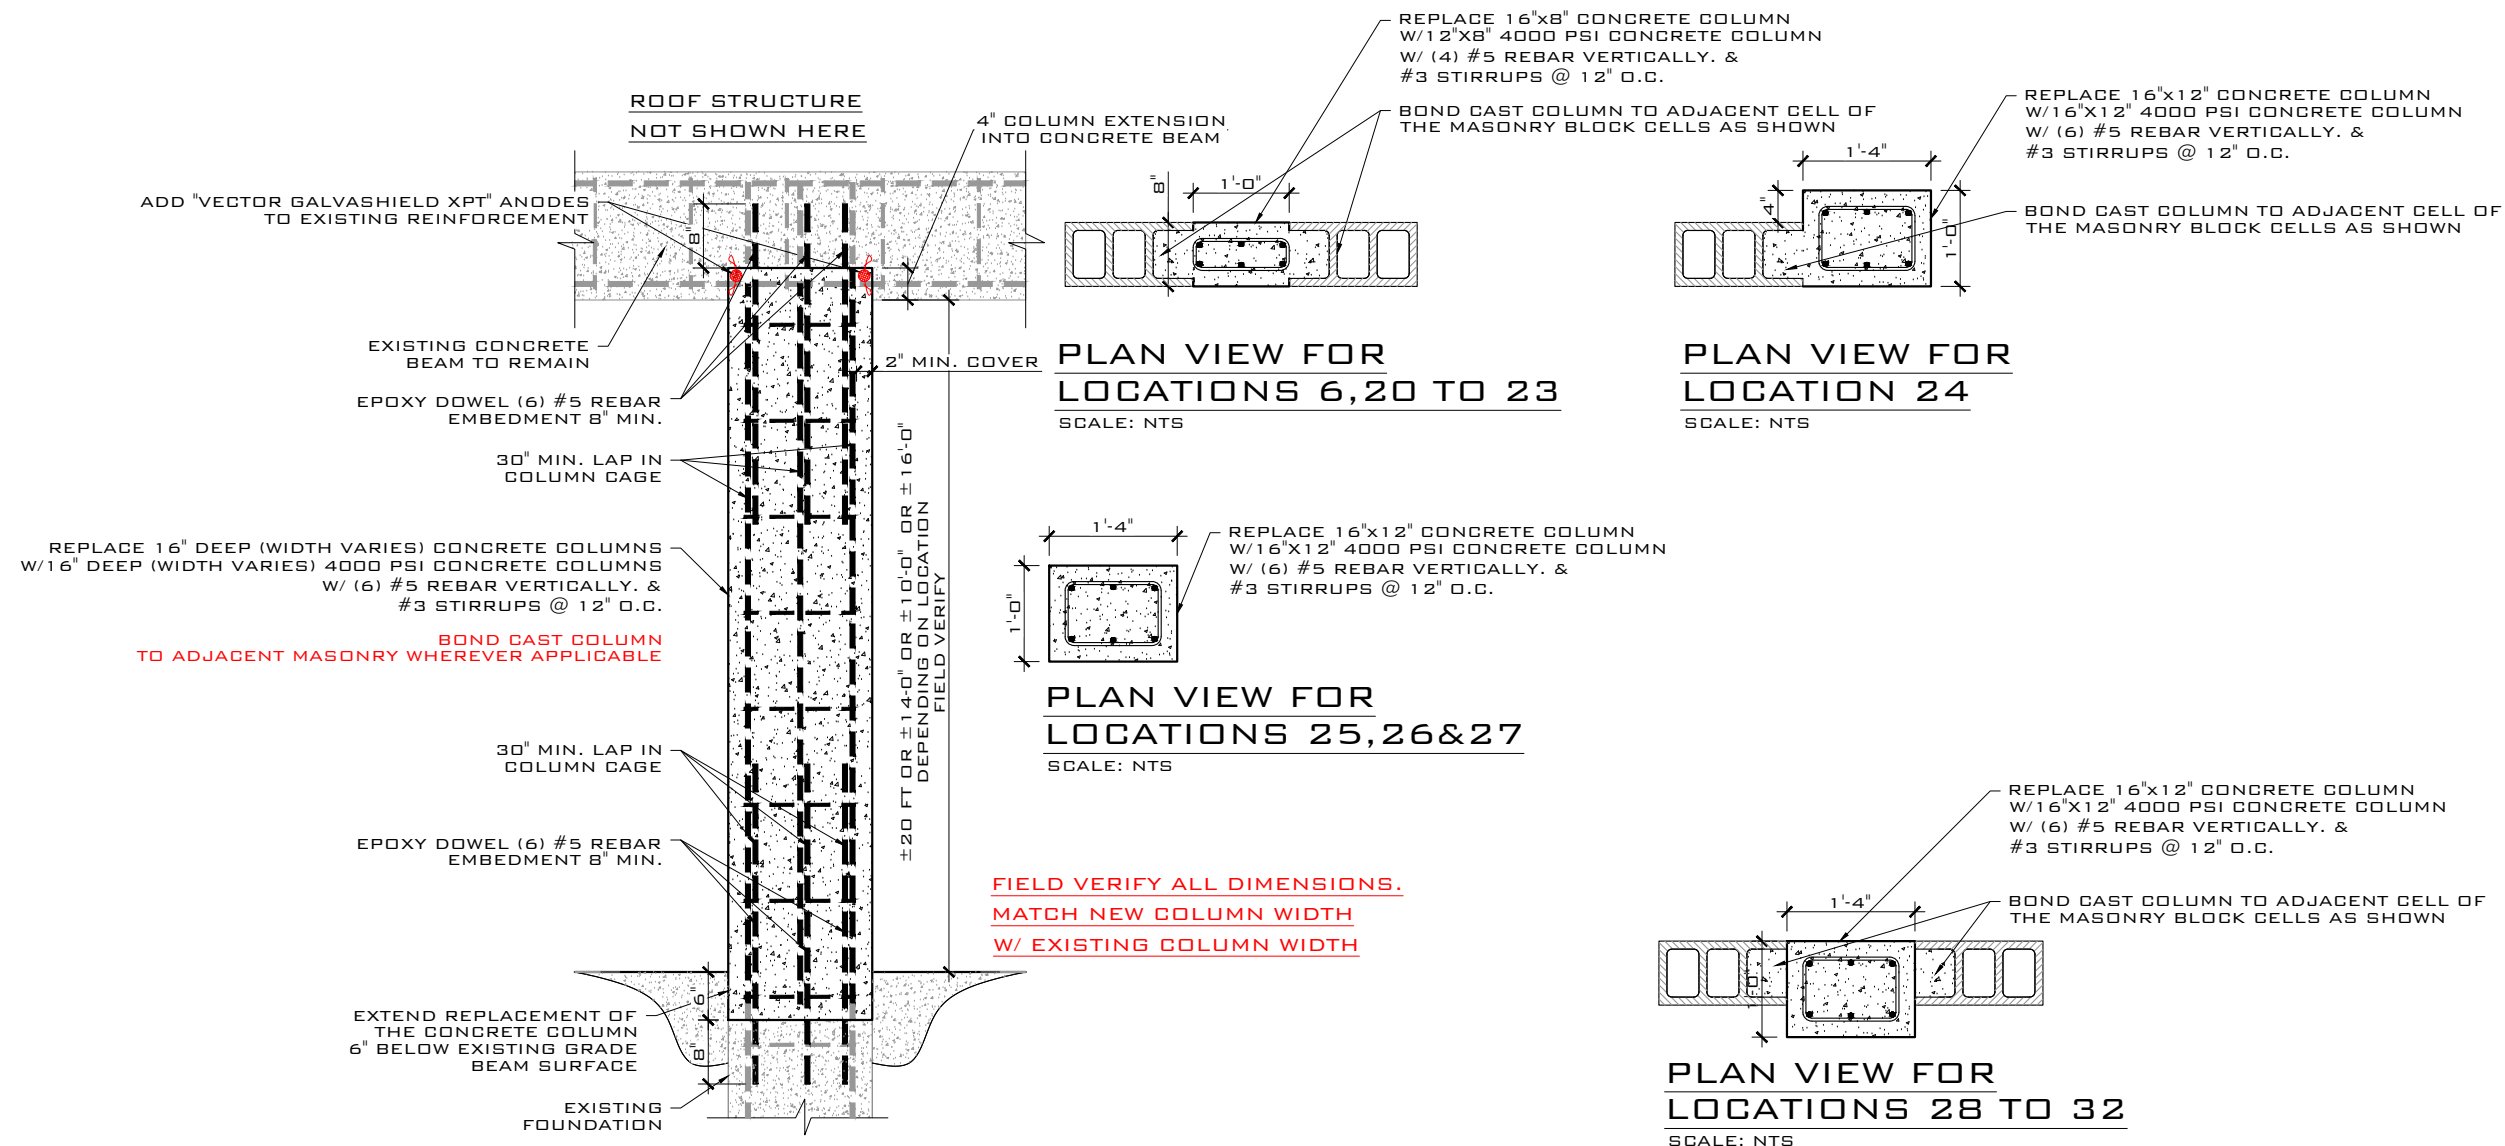 ROOF STRUCTURE
NOT SHOWN HERE
4" COLUMN EXTENSION
INTO CONCRETE BEAM
ADD "VECTOR GALVASHIELD XPT" ANODES
TO EXISTING REINFORCEMENT
8"
EXISTING CONCRETE
BEAM TO REMAIN
2" MIN. COVER
EPOXY DOWEL (6) #5 REBAR
EMBEDMENT 8" MIN.
30" MIN. LAP IN
COLUMN CAGE
REPLACE 16" DEEP (WIDTH VARIES) CONCRETE COLUMNS
W/16" DEEP (WIDTH VARIES) 4000 PSI CONCRETE COLUMNS
W/ (6) #5 REBAR VERTICALLY. &
#3 STIRRUPS @ 12" O.C.
BOND CAST COLUMN
TO ADJACENT MASONRY WHEREVER APPLICABLE
±20 FT OR ±14-0" OR ±10'-0" OR ±16'-0"
DEPENDING ON LOCATION
FIELD VERIFY
30" MIN. LAP IN
COLUMN CAGE
EPOXY DOWEL (6) #5 REBAR
EMBEDMENT 8" MIN.
6"
EXTEND REPLACEMENT OF
THE CONCRETE COLUMN
6" BELOW EXISTING GRADE
BEAM SURFACE
8"
EXISTING
FOUNDATION
REPLACE 16"x8" CONCRETE COLUMN
W/12"X8" 4000 PSI CONCRETE COLUMN
W/ (4) #5 REBAR VERTICALLY. &
#3 STIRRUPS @ 12" O.C.
BOND CAST COLUMN TO ADJACENT CELL OF
THE MASONRY BLOCK CELLS AS SHOWN
8"
1'-0"
PLAN VIEW FOR
LOCATIONS 6,20 TO 23
SCALE: NTS
REPLACE 16"x12" CONCRETE COLUMN
W/16"X12" 4000 PSI CONCRETE COLUMN
W/ (6) #5 REBAR VERTICALLY. &
#3 STIRRUPS @ 12" O.C.
1'-4"
4"
1'-0"
BOND CAST COLUMN TO ADJACENT CELL OF
THE MASONRY BLOCK CELLS AS SHOWN
PLAN VIEW FOR
LOCATION 24
SCALE: NTS
1'-4"
1'-0"
REPLACE 16"x12" CONCRETE COLUMN
W/16"X12" 4000 PSI CONCRETE COLUMN
W/ (6) #5 REBAR VERTICALLY. &
#3 STIRRUPS @ 12" O.C.
PLAN VIEW FOR
LOCATIONS 25,26&27
SCALE: NTS
FIELD VERIFY ALL DIMENSIONS.
MATCH NEW COLUMN WIDTH
W/ EXISTING COLUMN WIDTH
REPLACE 16"x12" CONCRETE COLUMN
W/16"X12" 4000 PSI CONCRETE COLUMN
W/ (6) #5 REBAR VERTICALLY. &
#3 STIRRUPS @ 12" O.C.
1'-4"
BOND CAST COLUMN TO ADJACENT CELL OF
THE MASONRY BLOCK CELLS AS SHOWN
1'-0"
PLAN VIEW FOR
LOCATIONS 28 TO 32
SCALE: NTS